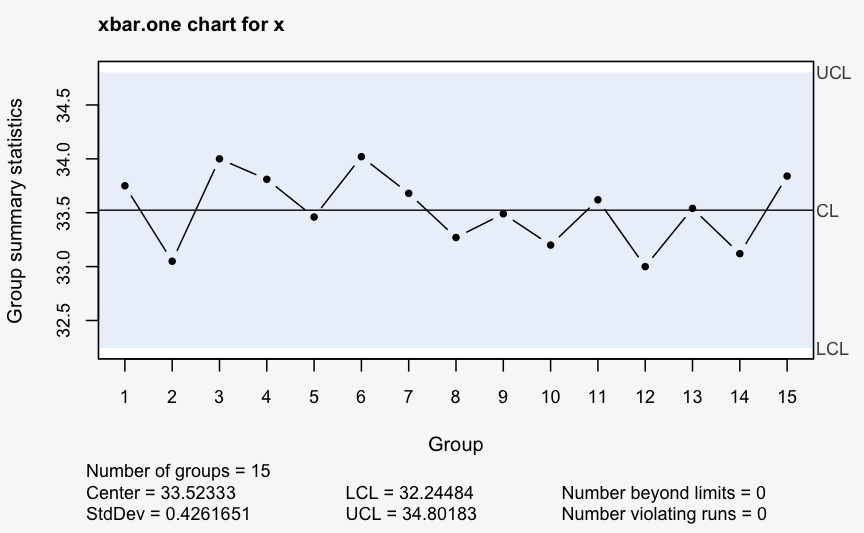 xbar.one chart for x
Group summary statistics
34.5
34.0
33.5
33.0
32.5
UCL
CL
LCL
1 2 3 4 5 6 7 8 9 10 11 12 13 14 15
Group
Number of groups = 15
Center = 33.52333 LCL = 32.24484 Number beyond limits = 0
StdDev = 0.4261651 UCL = 34.80183 Number violating runs = 0